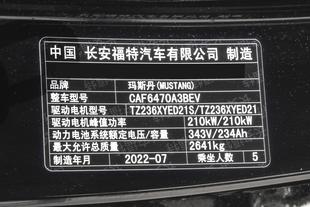 中国 长安福特汽车有限公司 制造
品牌 玛斯丹(MUSTANG)
整车型号 CAF6470A3BEV
驱动电机型号 TZ236XYED21S/TZ236XYED21
驱动电机峰值功率 210kW/210kW
动力电池系统额定电压/容量 343V/234Ah
最大允许总质量 2641kg
制造年月 2022-07 乘坐人数 5